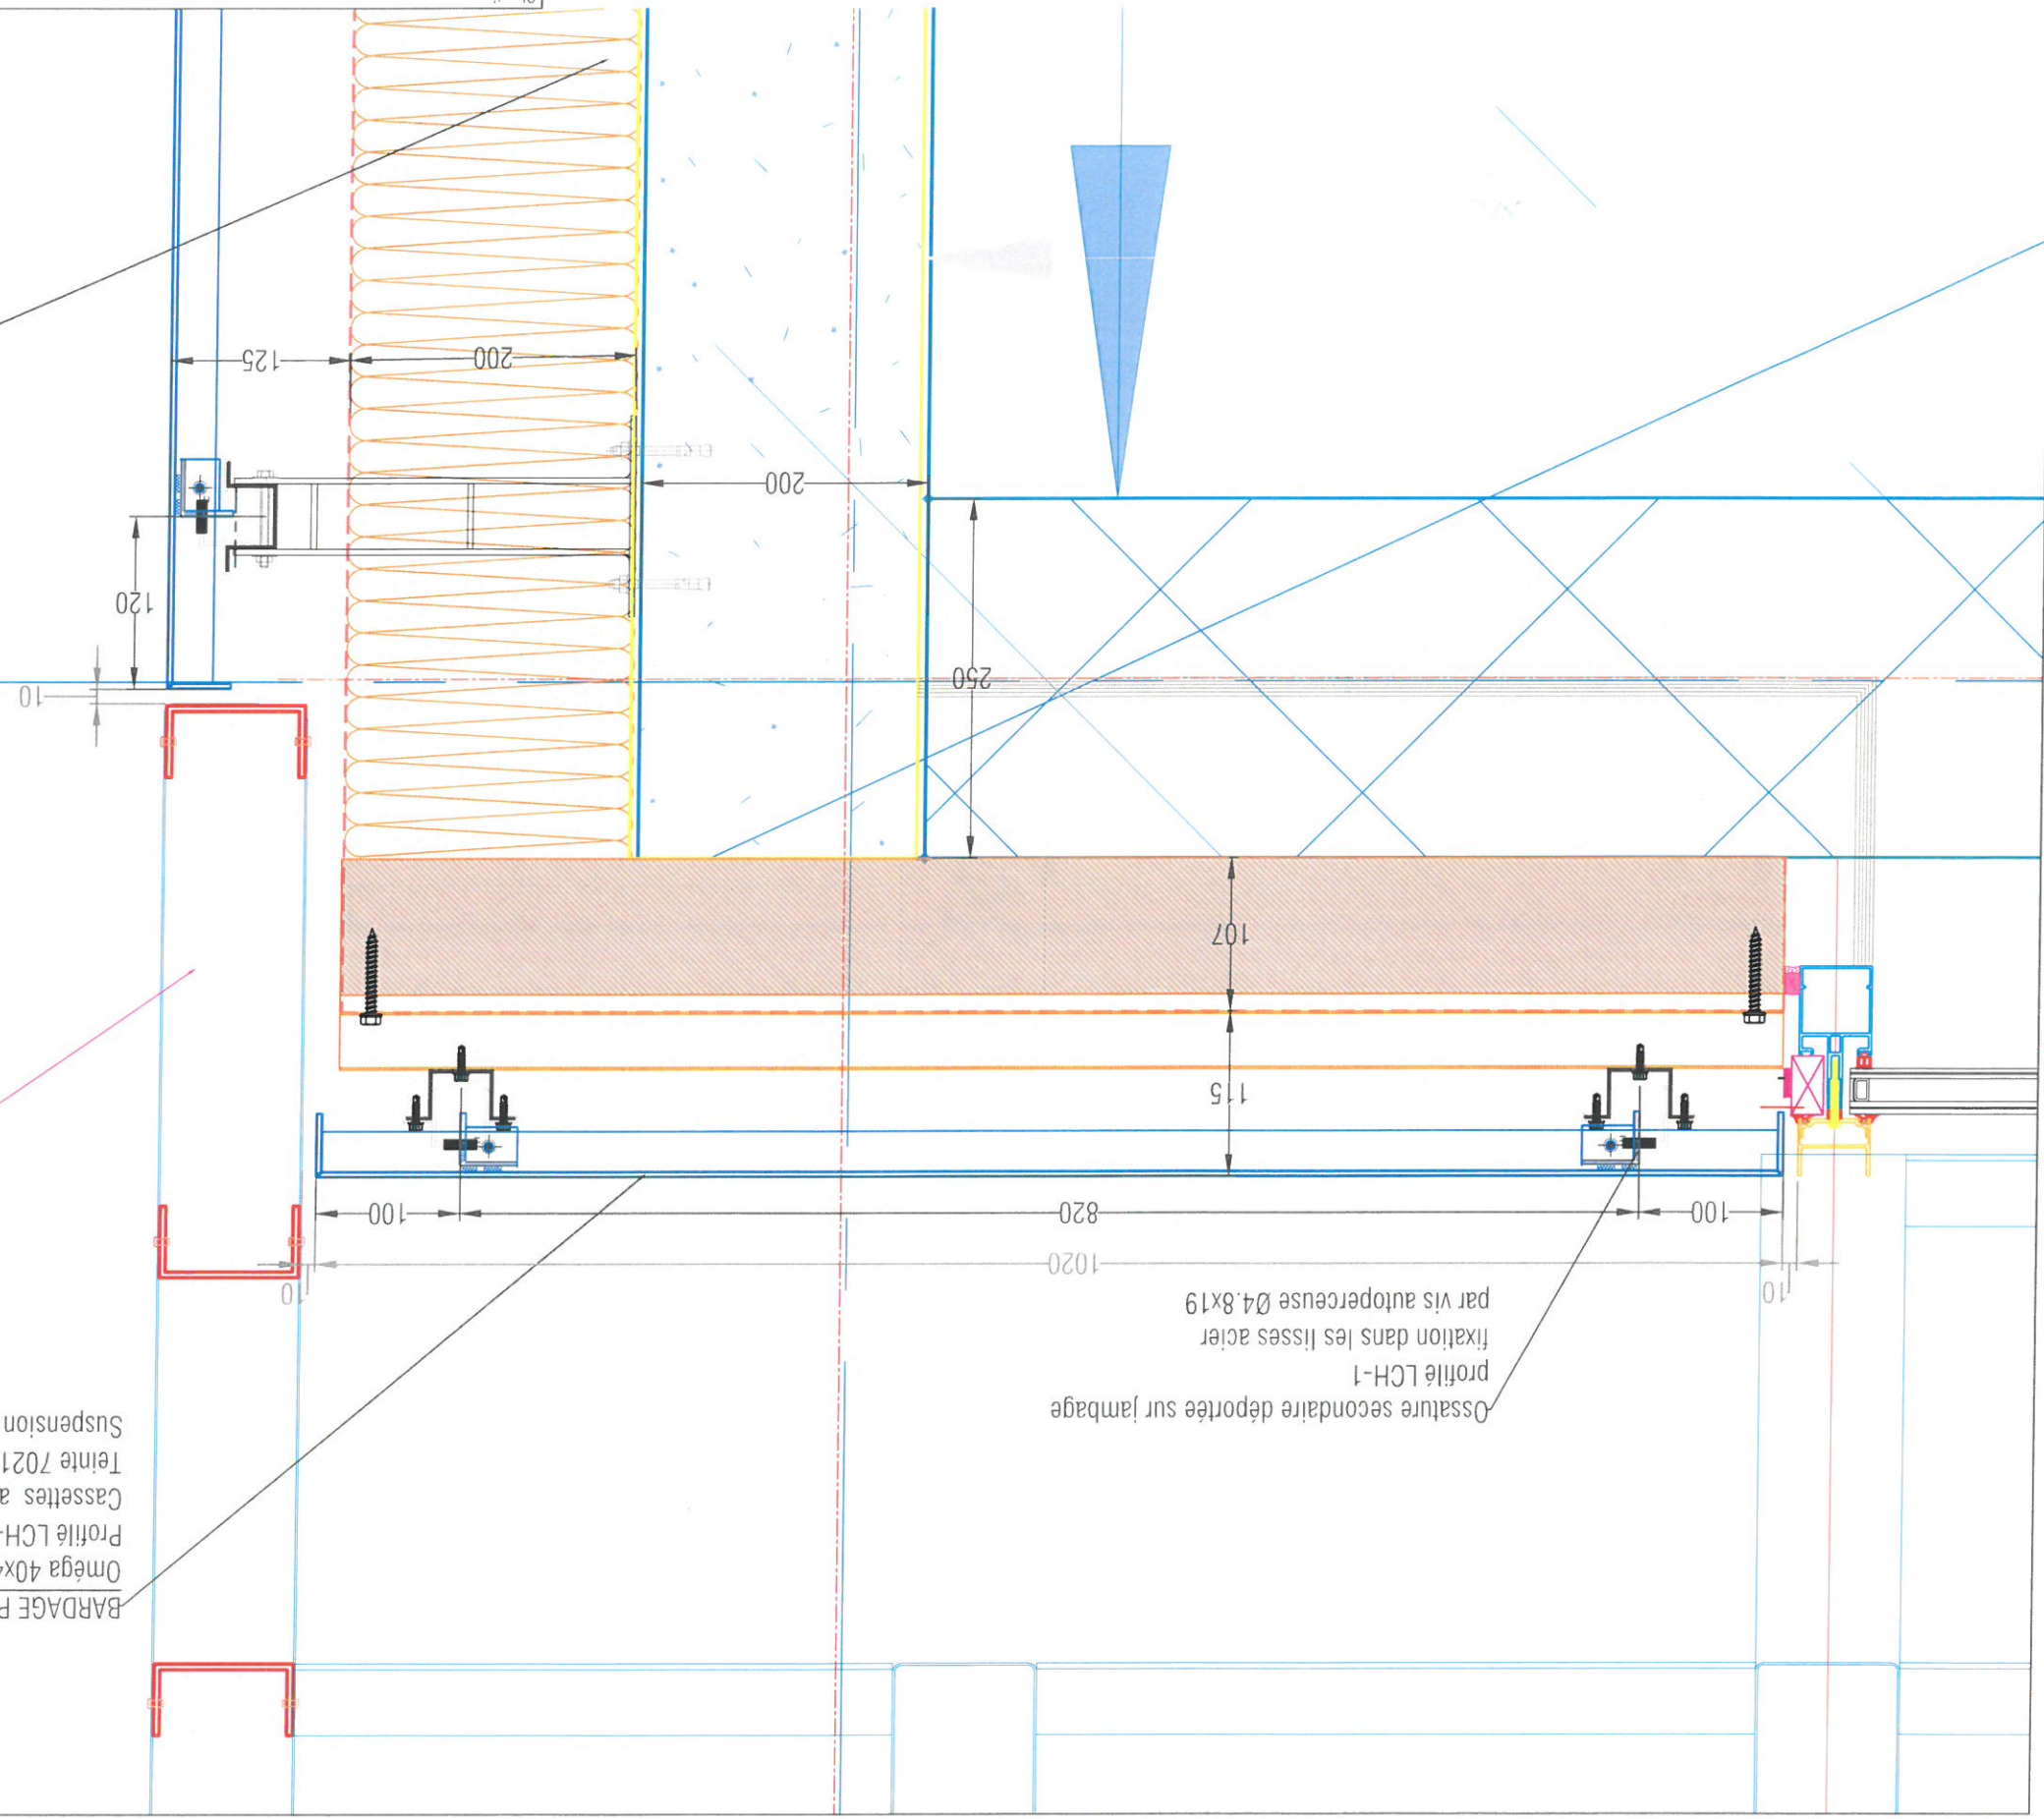 Ossature secondaire déportée sur jambage
profilé LCH-1
fixation dans les lisses acier
par vis autoperceuse Ø4.8x19
BARDAGE P
Oméga 40x4
Profilé LCH-
Cassettes a
Teinte 7021
Suspension
10
1020
10
100
820
100
115
107
250
200
200
125
120
10